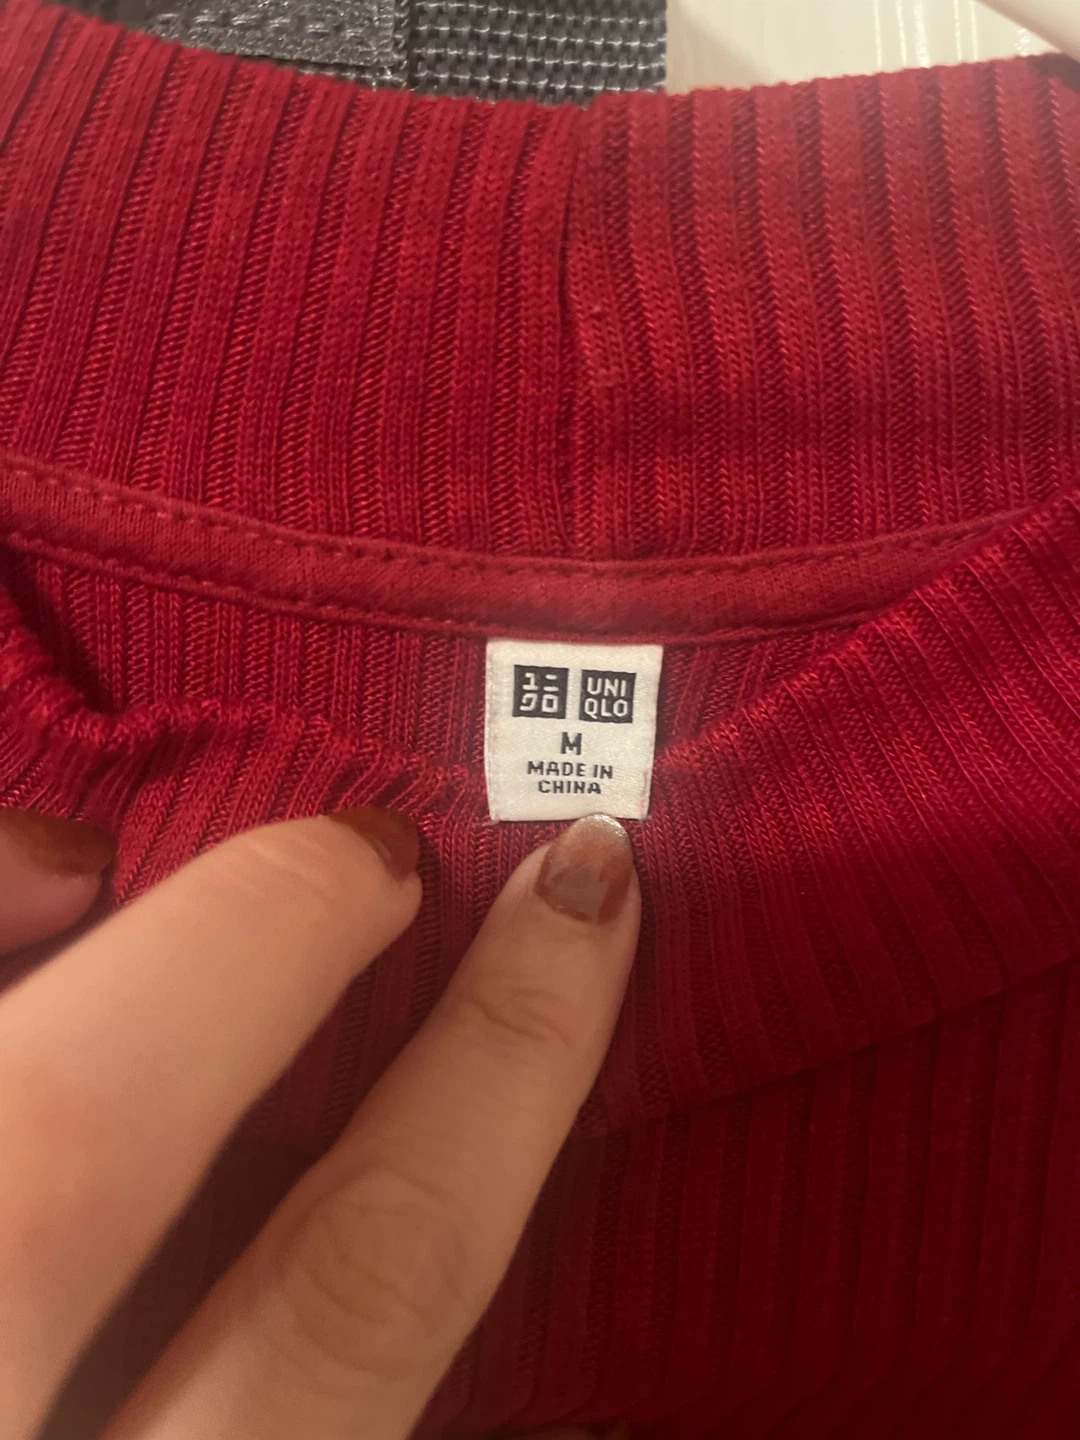 ユニ UNI
クロ QLO
M
MADE IN
CHINA